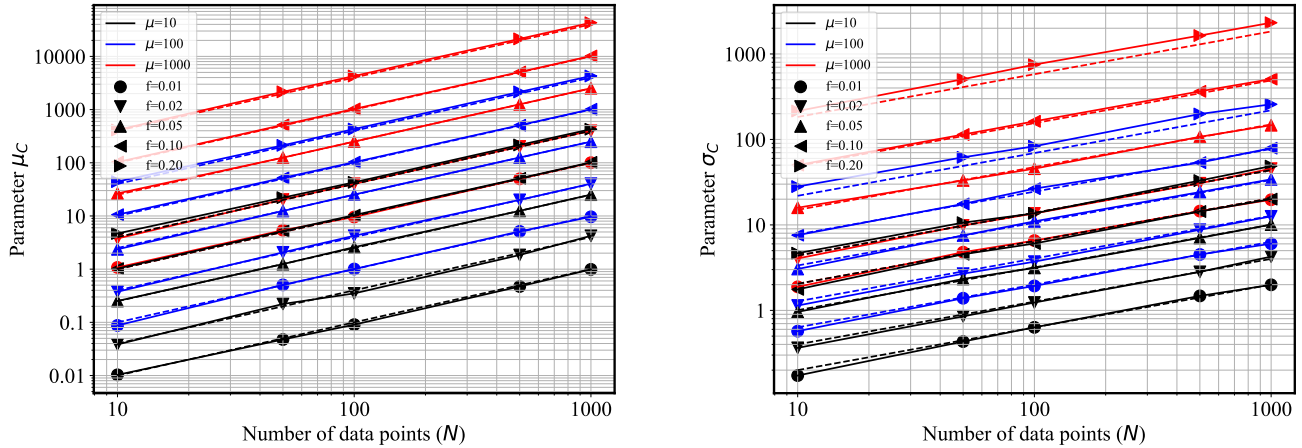 μ=10
μ=100
μ=1000
f=0.01
f=0.02
f=0.05
f=0.10
f=0.20
10000
1000
100
10
1
0.1
0.01
Parameter μ_C
10 100 1000
Number of data points (N)
μ=10
μ=100
μ=1000
f=0.01
f=0.02
f=0.05
f=0.10
f=0.20
1000
100
10
1
Parameter σ_C
10 100 1000
Number of data points (N)